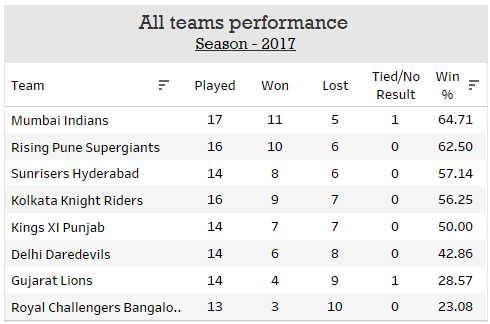 All teams performance
Season - 2017
Team Played Won Lost Tied/No Result Win %
Mumbai Indians 17 11 5 1 64.71
Rising Pune Supergiants 16 10 6 0 62.50
Sunrisers Hyderabad 14 8 6 0 57.14
Kolkata Knight Riders 16 9 7 0 56.25
Kings XI Punjab 14 7 7 0 50.00
Delhi Daredevils 14 6 8 0 42.86
Gujarat Lions 14 4 9 1 28.57
Royal Challengers Bangalo.. 13 3 10 0 23.08